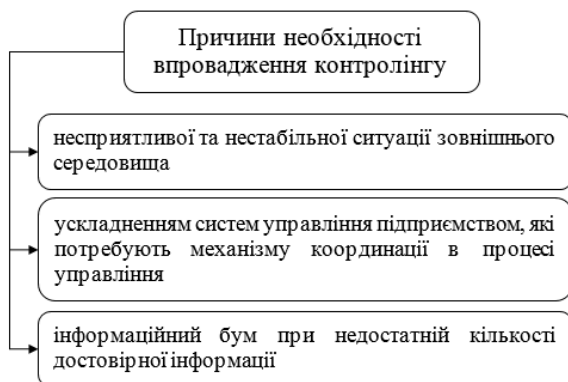 Причини необхідності
впровадження контролінгу
несприятливої та нестабільної ситуації зовнішнього
середовища
ускладненням систем управління підприємством, які
потребують механізму координації в процесі
управління
інформаційний бум при недостатній кількості
достовірної інформації